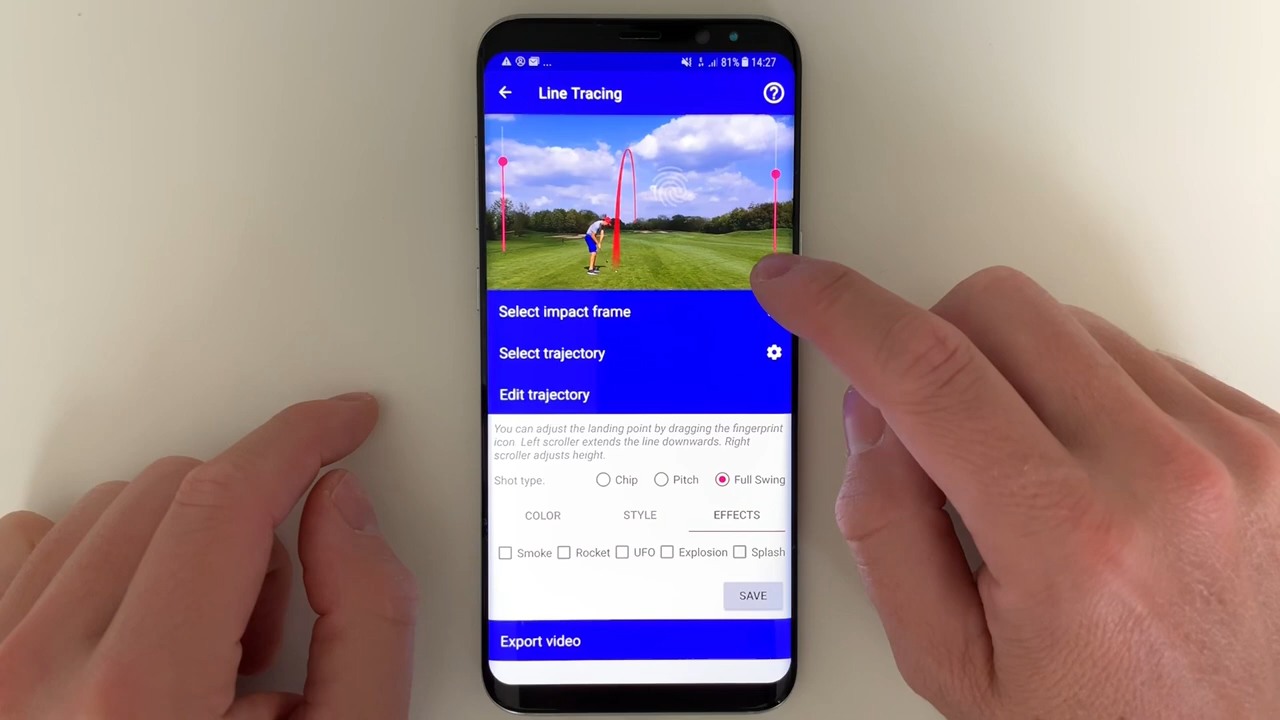 ... 81% 14:27
Line Tracing
Select impact frame
Select trajectory
Edit trajectory
You can adjust the landing point by dragging the fingerprint
icon. Left scroller extends the line downwards. Right
scroller adjusts height.
Shot type. Chip Pitch Full Swing
COLOR STYLE EFFECTS
Smoke Rocket UFO Explosion Splash
SAVE
Export video